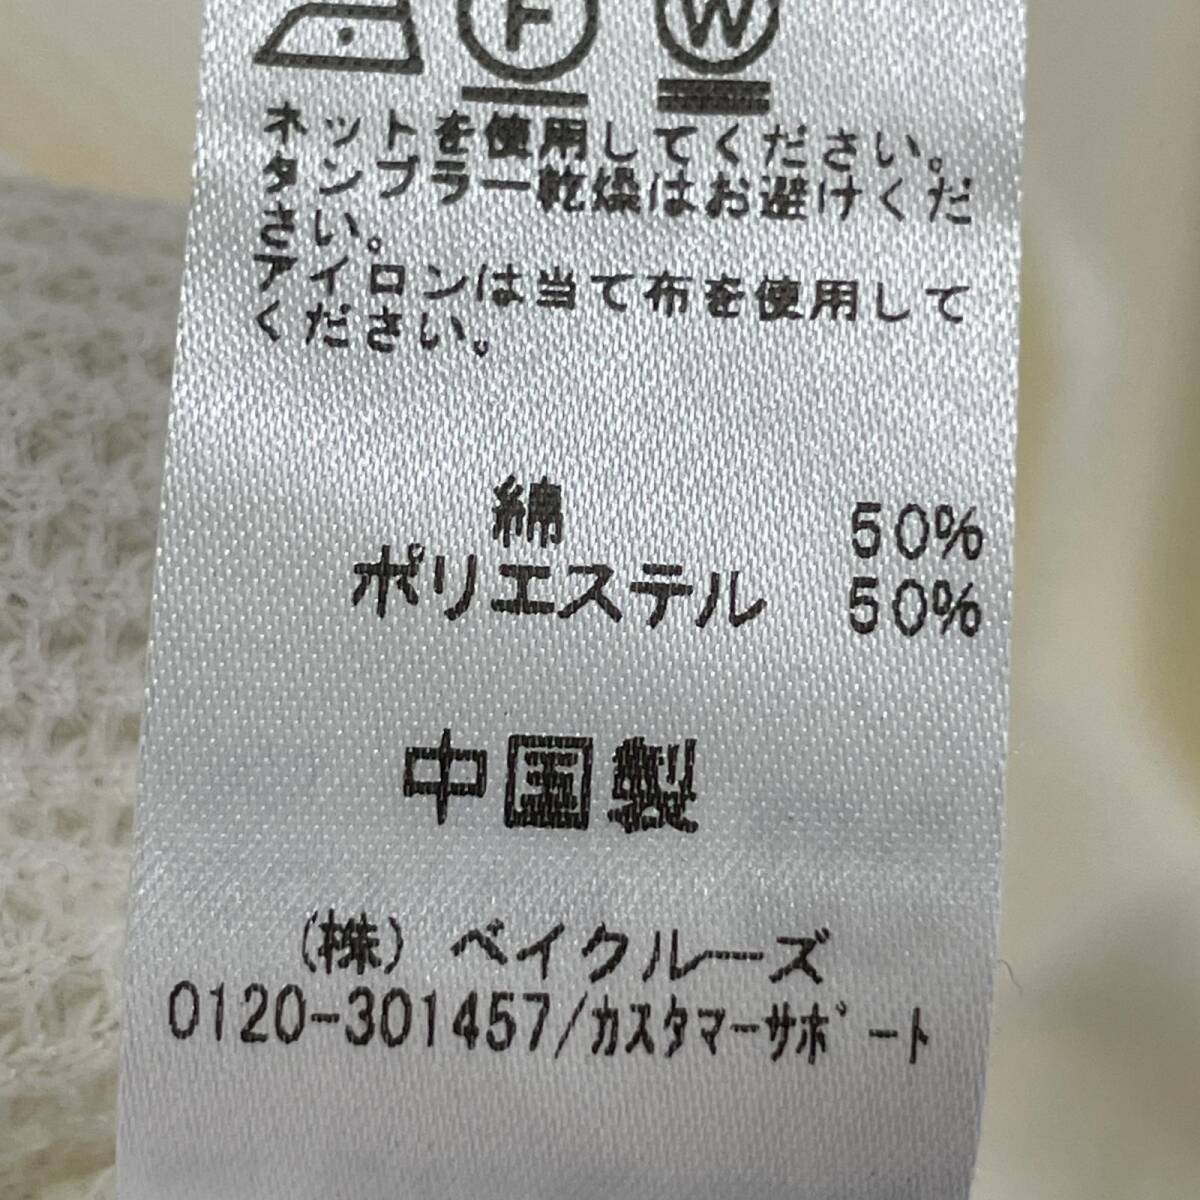 F W
ネットを使用してください。
タンブラー乾燥はお避けくだ
さい。
アイロンは当て布を使用して
ください。
綿 50%
ポリエステル 50%
中国製
(株) ベイクルーズ
0120-301457/カスタマーサポート